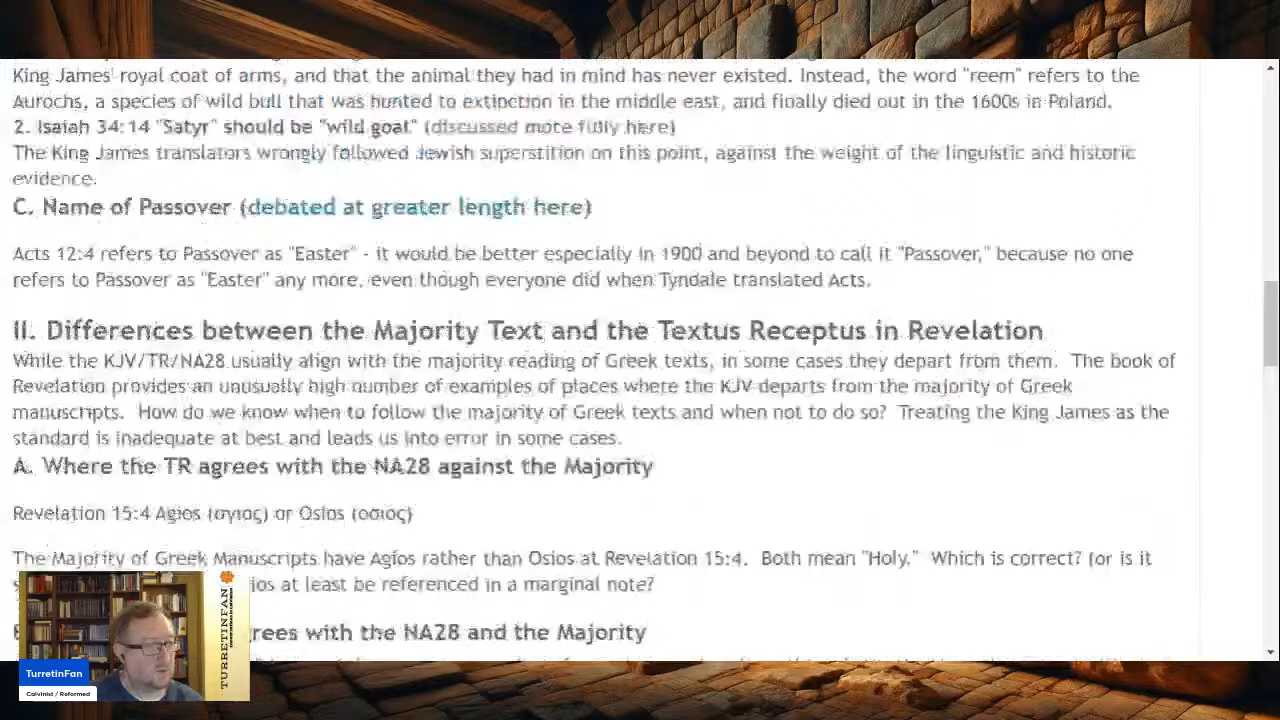 King James' royal coat of arms, and that the animal they had in mind has never existed. Instead, the word "reem" refers to the
Aurochs, a species of wild bull that was hunted to extinction in the middle east, and finally died out in the 1600s in Poland.
2. Isaiah 34:14 "Satyr" should be "wild goat" (discussed more fully here)
The King James translators wrongly followed Jewish superstition on this point, against the weight of the linguistic and historic
evidence.
C. Name of Passover (debated at greater length here)
Acts 12:4 refers to Passover as "Easter" - it would be better especially in 1900 and beyond to call it "Passover," because no one
refers to Passover as "Easter" any more, even though everyone did when Tyndale translated Acts.
II. Differences between the Majority Text and the Textus Receptus in Revelation
While the KJV/TR/NA28 usually align with the majority reading of Greek texts, in some cases they depart from them. The book of
Revelation provides an unusually high number of examples of places where the KJV departs from the majority of Greek
manuscripts. How do we know when to follow the majority of Greek texts and when not to do so? Treating the King James as the
standard is inadequate at best and leads us into error in some cases.
A. Where the TR agrees with the NA28 against the Majority
Revelation 15:4 Agios (αγιος) or Osios (οσιος)
The Majority of Greek Manuscripts have Agios rather than Osios at Revelation 15:4. Both mean "Holy." Which is correct? (or is it
ios at least be referenced in a marginal note?
rees with the NA28 and the Majority
TURRETINFAN
TurretinFan
Calvinist / Reformed